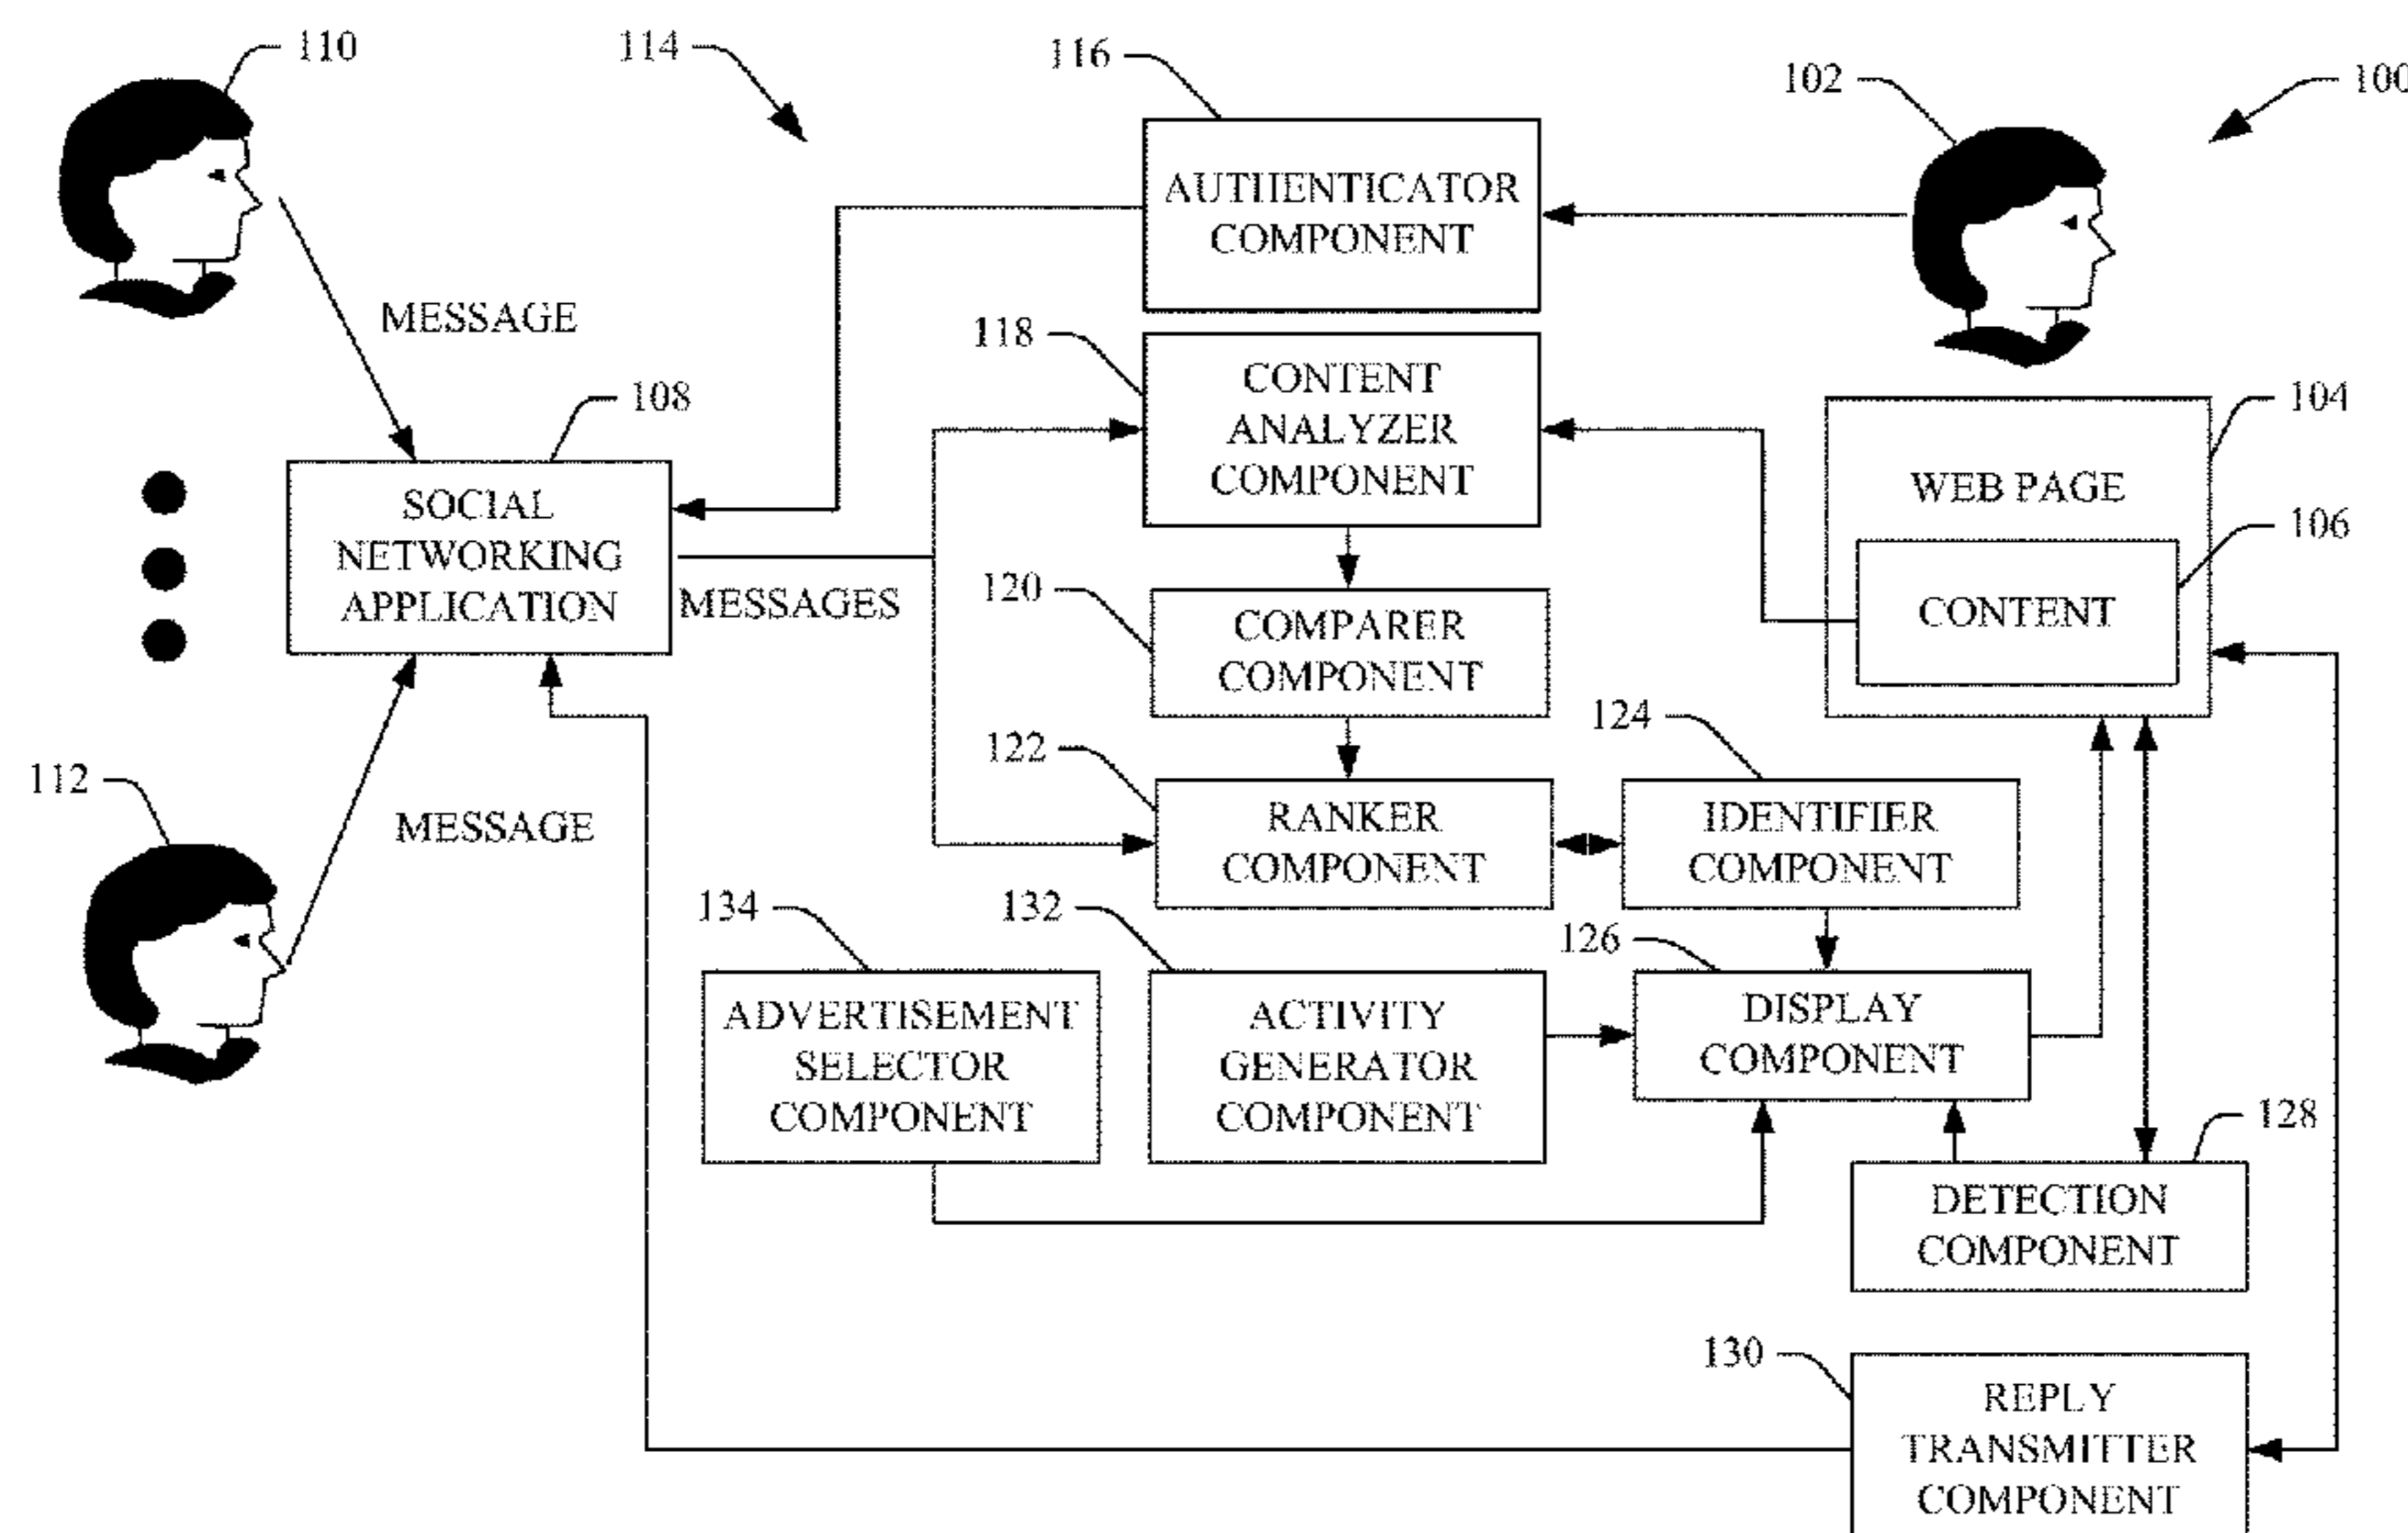 110
114
116
102
100
AUTHENTICATOR
COMPONENT
MESSAGE
118
CONTENT
ANALYZER
COMPONENT
108
104
SOCIAL
NETWORKING
APPLICATION
WEB PAGE
106
CONTENT
MESSAGES
120
COMPARER
COMPONENT
124
122
112
MESSAGE
RANKER
COMPONENT
IDENTIFIER
COMPONENT
134
132
126
ADVERTISEMENT
SELECTOR
COMPONENT
ACTIVITY
GENERATOR
COMPONENT
DISPLAY
COMPONENT
128
DETECTION
COMPONENT
130
REPLY
TRANSMITTER
COMPONENT